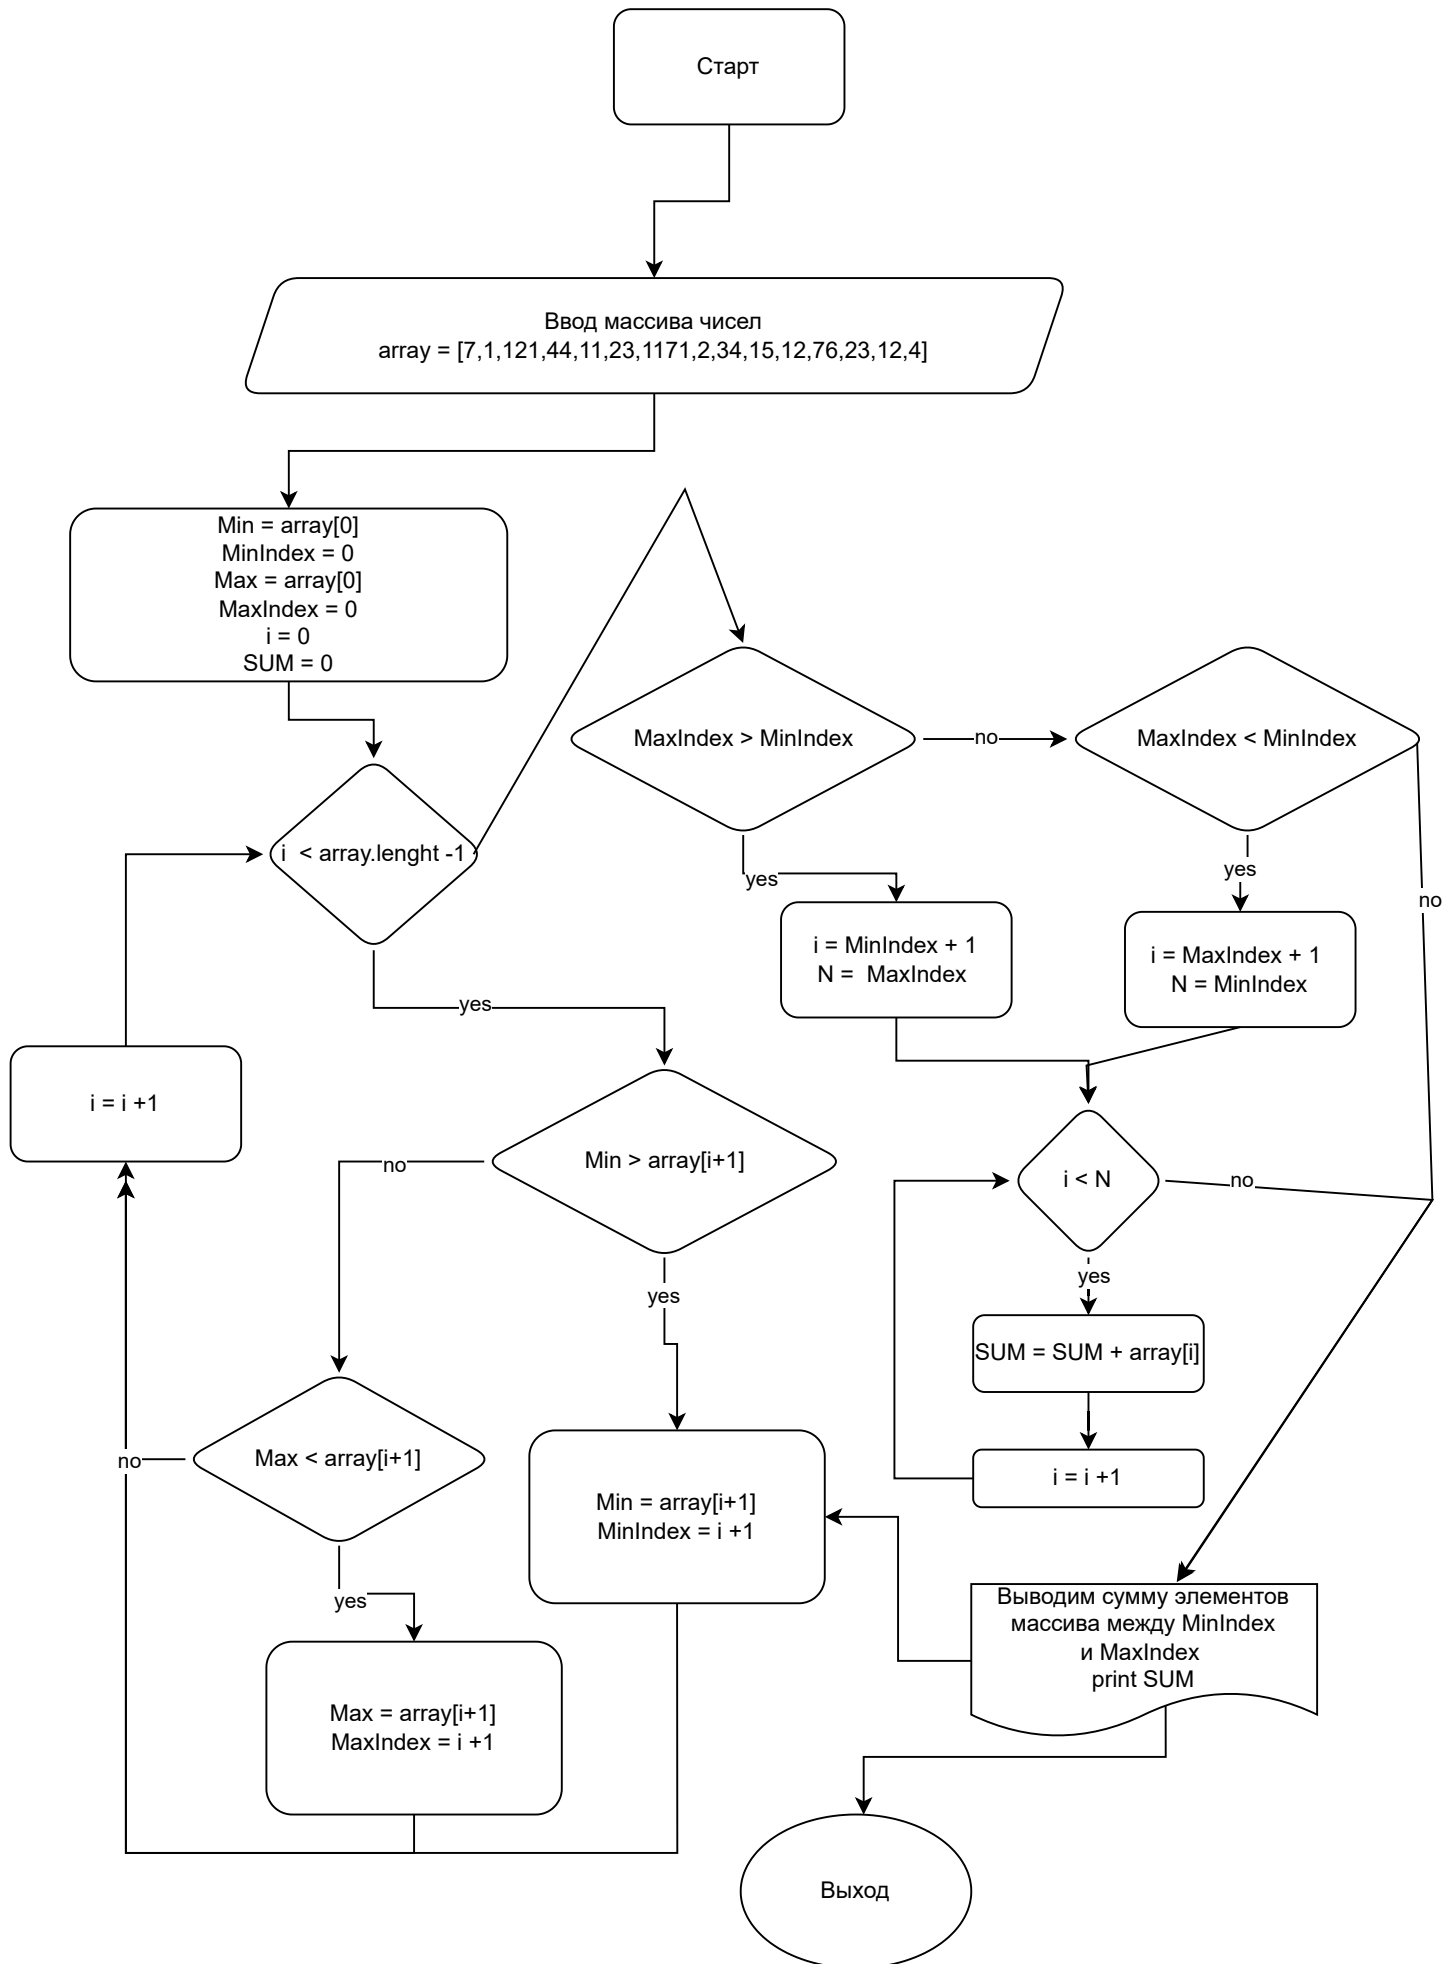 Старт
Ввод массива чисел
array = [7,1,121,44,11,23,1171,2,34,15,12,76,23,12,4]
Min = array[0]
MinIndex = 0
Max = array[0]
MaxIndex = 0
i = 0
SUM = 0
MaxIndex > MinIndex
no
MaxIndex < MinIndex
i  < array.lenght -1
yes
yes
no
i = MinIndex + 1
N =  MaxIndex
i = MaxIndex + 1
N = MinIndex
yes
i = i +1
Min > array[i+1]
no
i < N
no
yes
yes
SUM = SUM + array[i]
i = i +1
Max < array[i+1]
no
Min = array[i+1]
MinIndex = i +1
yes
Выводим сумму элементов
массива между MinIndex
и MaxIndex
print SUM
Max = array[i+1]
MaxIndex = i +1
Выход